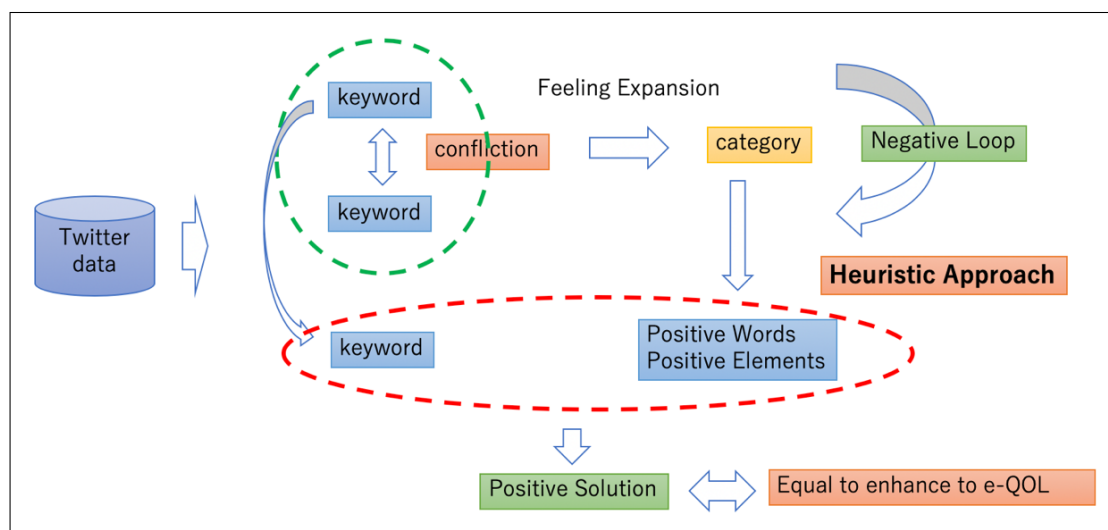 keyword
Feeling Expansion
confliction
category
Negative Loop
keyword
Twitter
data
Heuristic Approach
keyword
Positive Words
Positive Elements
Positive Solution
Equal to enhance to e-QOL